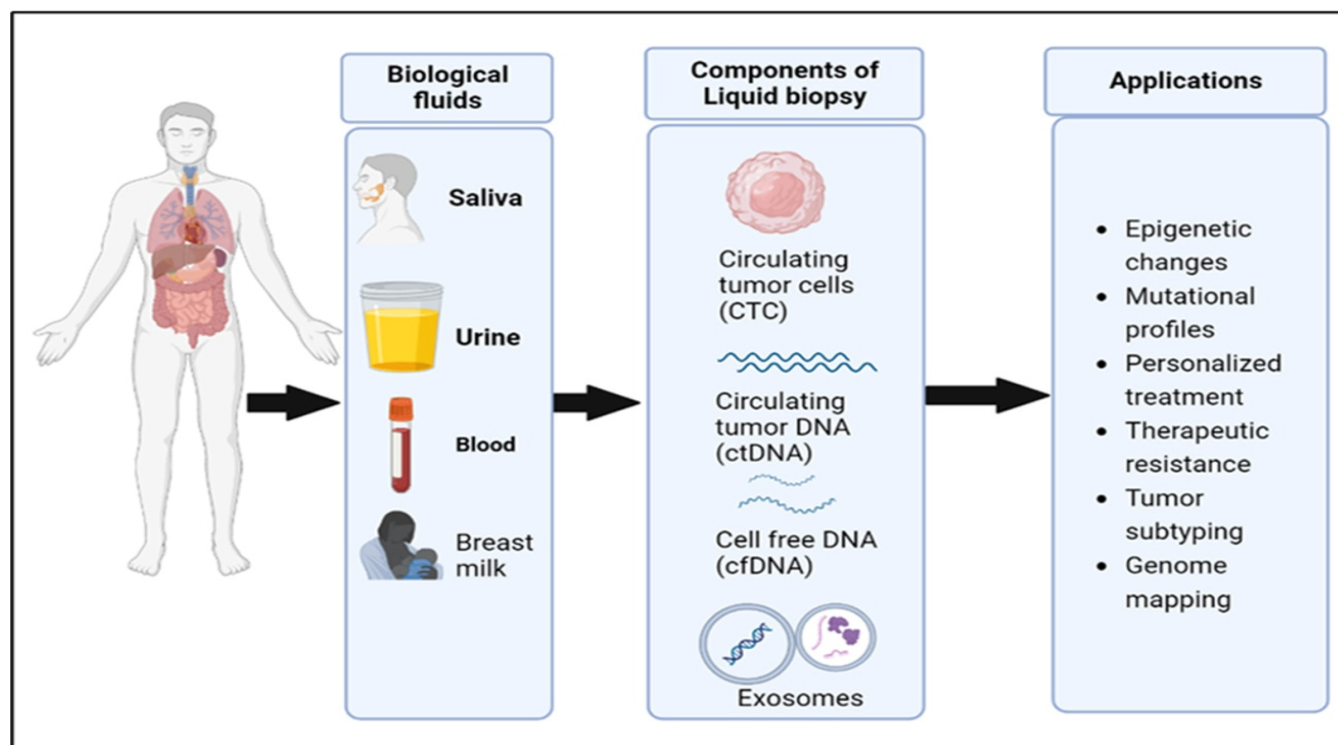 Biological
fluids
Saliva
Urine
Blood
Breast
milk
Components of
Liquid biopsy
Circulating
tumor cells
(CTC)
Circulating
tumor DNA
(ctDNA)
Cell free DNA
(cfDNA)
Exosomes
Applications
• Epigenetic
changes
• Mutational
profiles
• Personalized
treatment
• Therapeutic
resistance
• Tumor
subtyping
• Genome
mapping